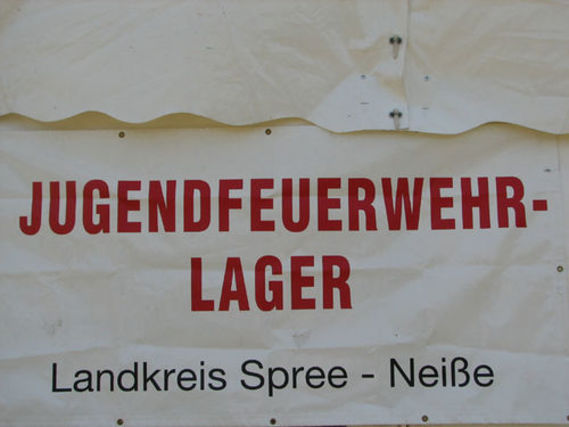 JUGENDFEUERWEHR-
LAGER
Landkreis Spree - Neiße